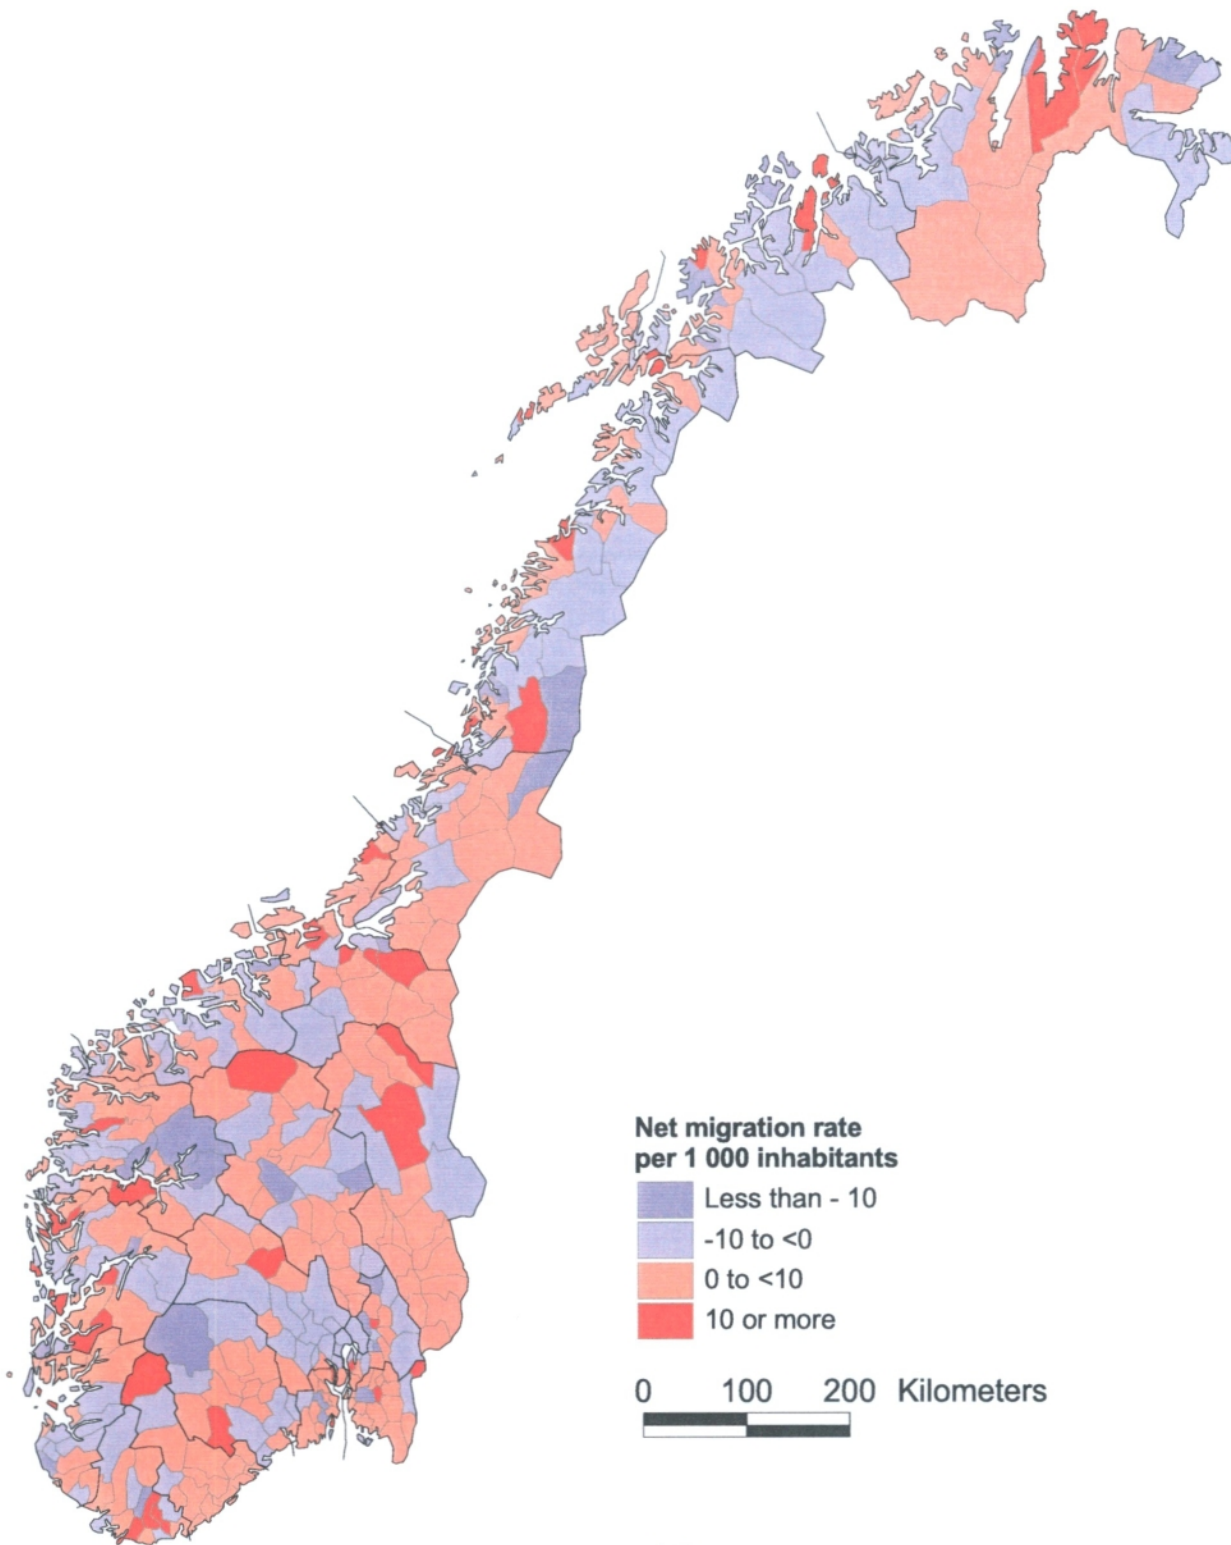 Net migration rate
per 1 000 inhabitants
Less than - 10
-10 to <0
0 to <10
10 or more
0 100 200 Kilometers